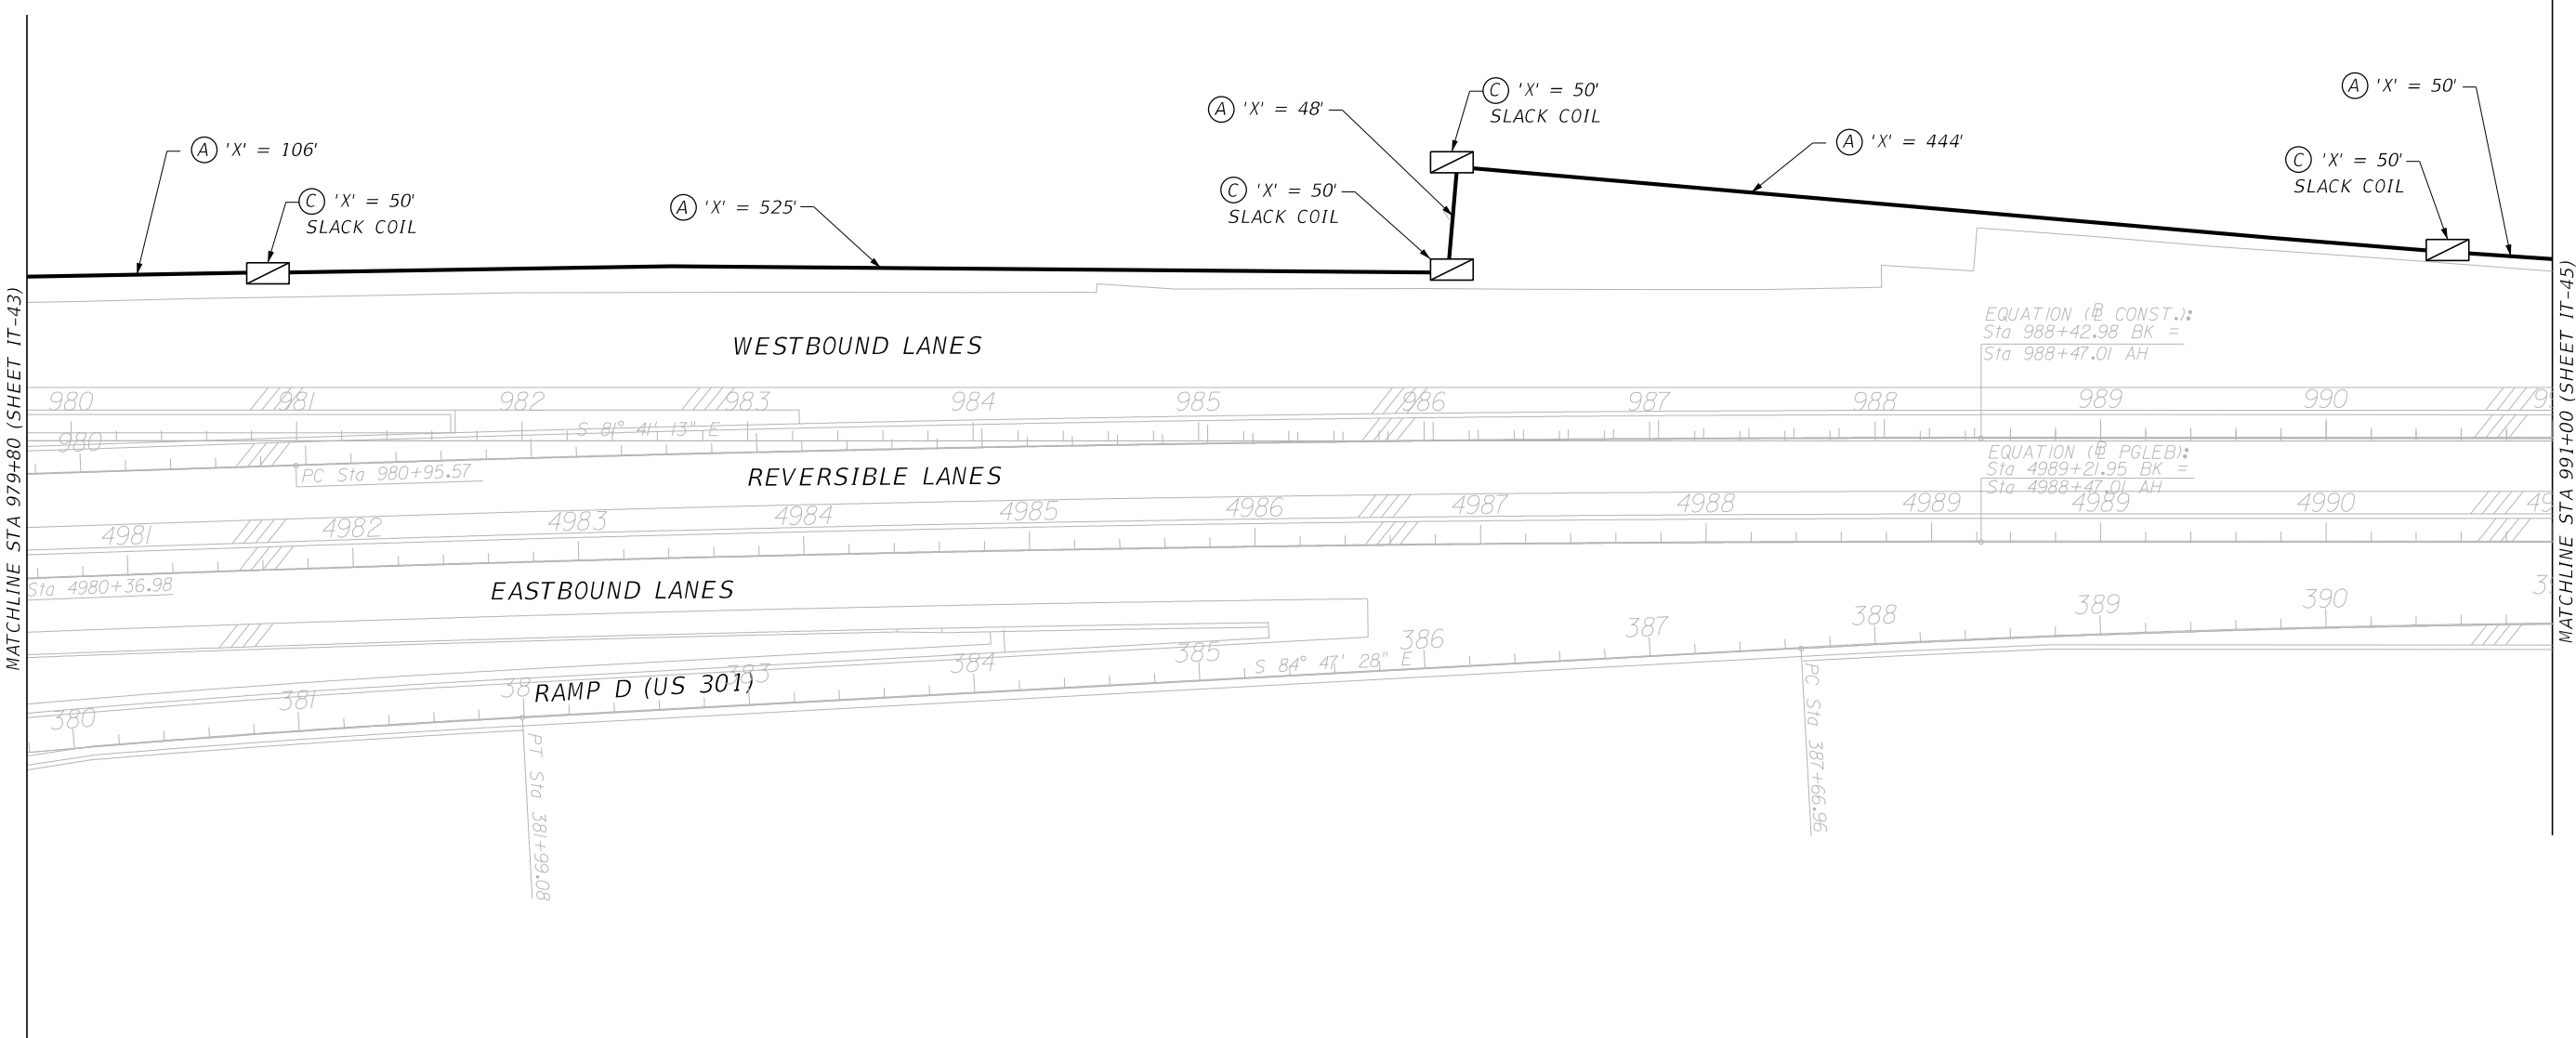 MATCHLINE STA 979+80 (SHEET IT-43)
A 'X' = 106'
C 'X' = 50'
SLACK COIL
A 'X' = 525'
A 'X' = 48'
C 'X' = 50'
SLACK COIL
C 'X' = 50'
SLACK COIL
A 'X' = 444'
A 'X' = 50'
C 'X' = 50'
SLACK COIL
MATCHLINE STA 991+00 (SHEET IT-45)
WESTBOUND LANES
EQUATION (℄ CONST.):
Sta 988+42.98 BK =
Sta 988+47.01 AH
980 981 982 983 984 985 986 987 988 989 990 99
980
S 81° 41' 13" E
PC Sta 980+95.57
REVERSIBLE LANES
EQUATION (℄ PGLEB):
Sta 4989+21.95 BK =
Sta 4988+47.01 AH
4981 4982 4983 4984 4985 4986 4987 4988 4989 4989 4990 49
Sta 4980+36.98
EASTBOUND LANES
380 381 38 383 384 385 386 387 388 389 390 39
S 84° 47' 28" E
RAMP D (US 301)
PT Sta 381+99.08
PC Sta 387+66.96